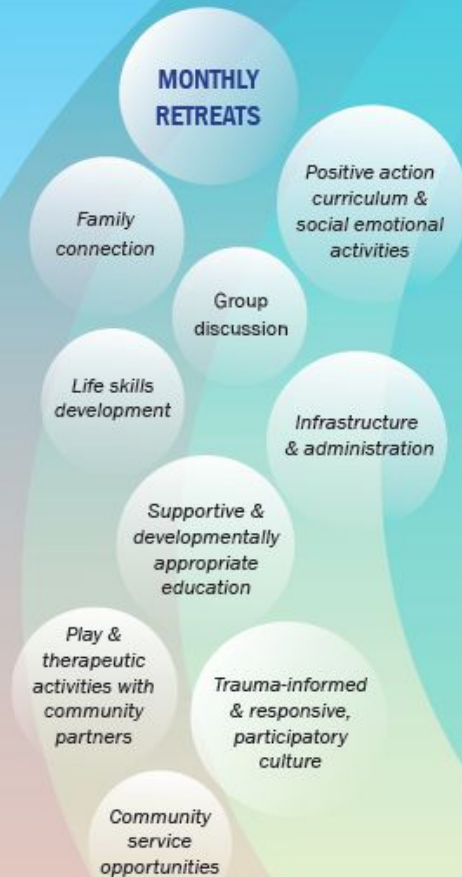 MONTHLY
RETREATS
Positive action
curriculum &
social emotional
activities
Family
connection
Group
discussion
Life skills
development
Infrastructure
& administration
Supportive &
developmentally
appropriate
education
Play &
therapeutic
activities with
community
partners
Trauma-informed
& responsive,
participatory
culture
Community
service
opportunities